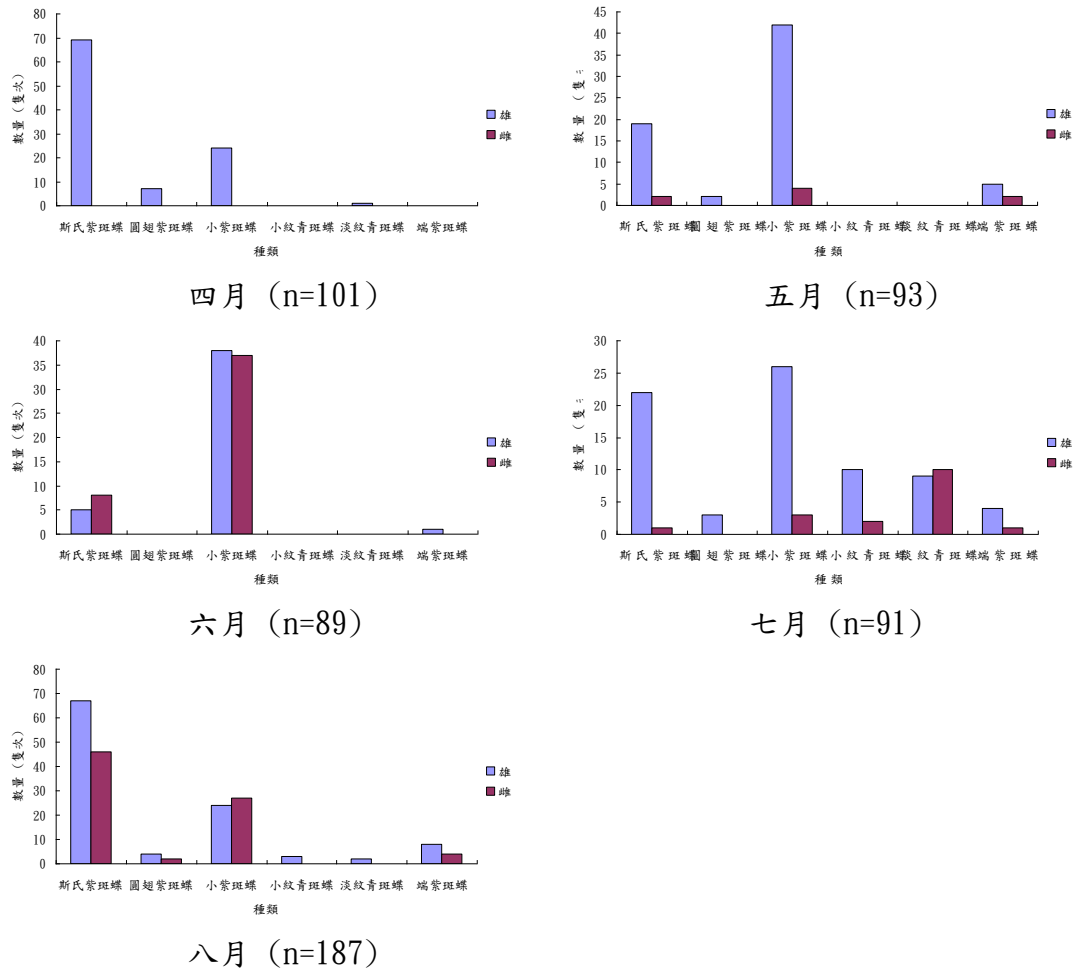 80
70
60
50
40
30
20
10
0
數量（隻次）
斯氏紫斑蝶 圓翅紫斑蝶 小紫斑蝶 小紋青斑蝶 淡紋青斑蝶 端紫斑蝶
種類
雄
雌
四月 (n=101)
45
40
35
30
25
20
15
10
5
0
數量（隻
斯氏紫斑蝶圓翅紫斑蝶小紫斑蝶小紋青斑蝶淡紋青斑蝶端紫斑蝶
種類
雄
雌
五月 (n=93)
40
35
30
25
20
15
10
5
0
數量（隻次）
斯氏紫斑蝶 圓翅紫斑蝶 小紫斑蝶 小紋青斑蝶 淡紋青斑蝶 端紫斑蝶
種類
雄
雌
六月 (n=89)
30
25
20
15
10
5
0
數量（隻
斯氏紫斑蝶圓翅紫斑蝶小紫斑蝶小紋青斑蝶淡紋青斑蝶端紫斑蝶
種類
雄
雌
七月 (n=91)
80
70
60
50
40
30
20
10
0
數量（隻次）
斯氏紫斑蝶 圓翅紫斑蝶 小紫斑蝶 小紋青斑蝶 淡紋青斑蝶 端紫斑蝶
種類
雄
雌
八月 (n=187)